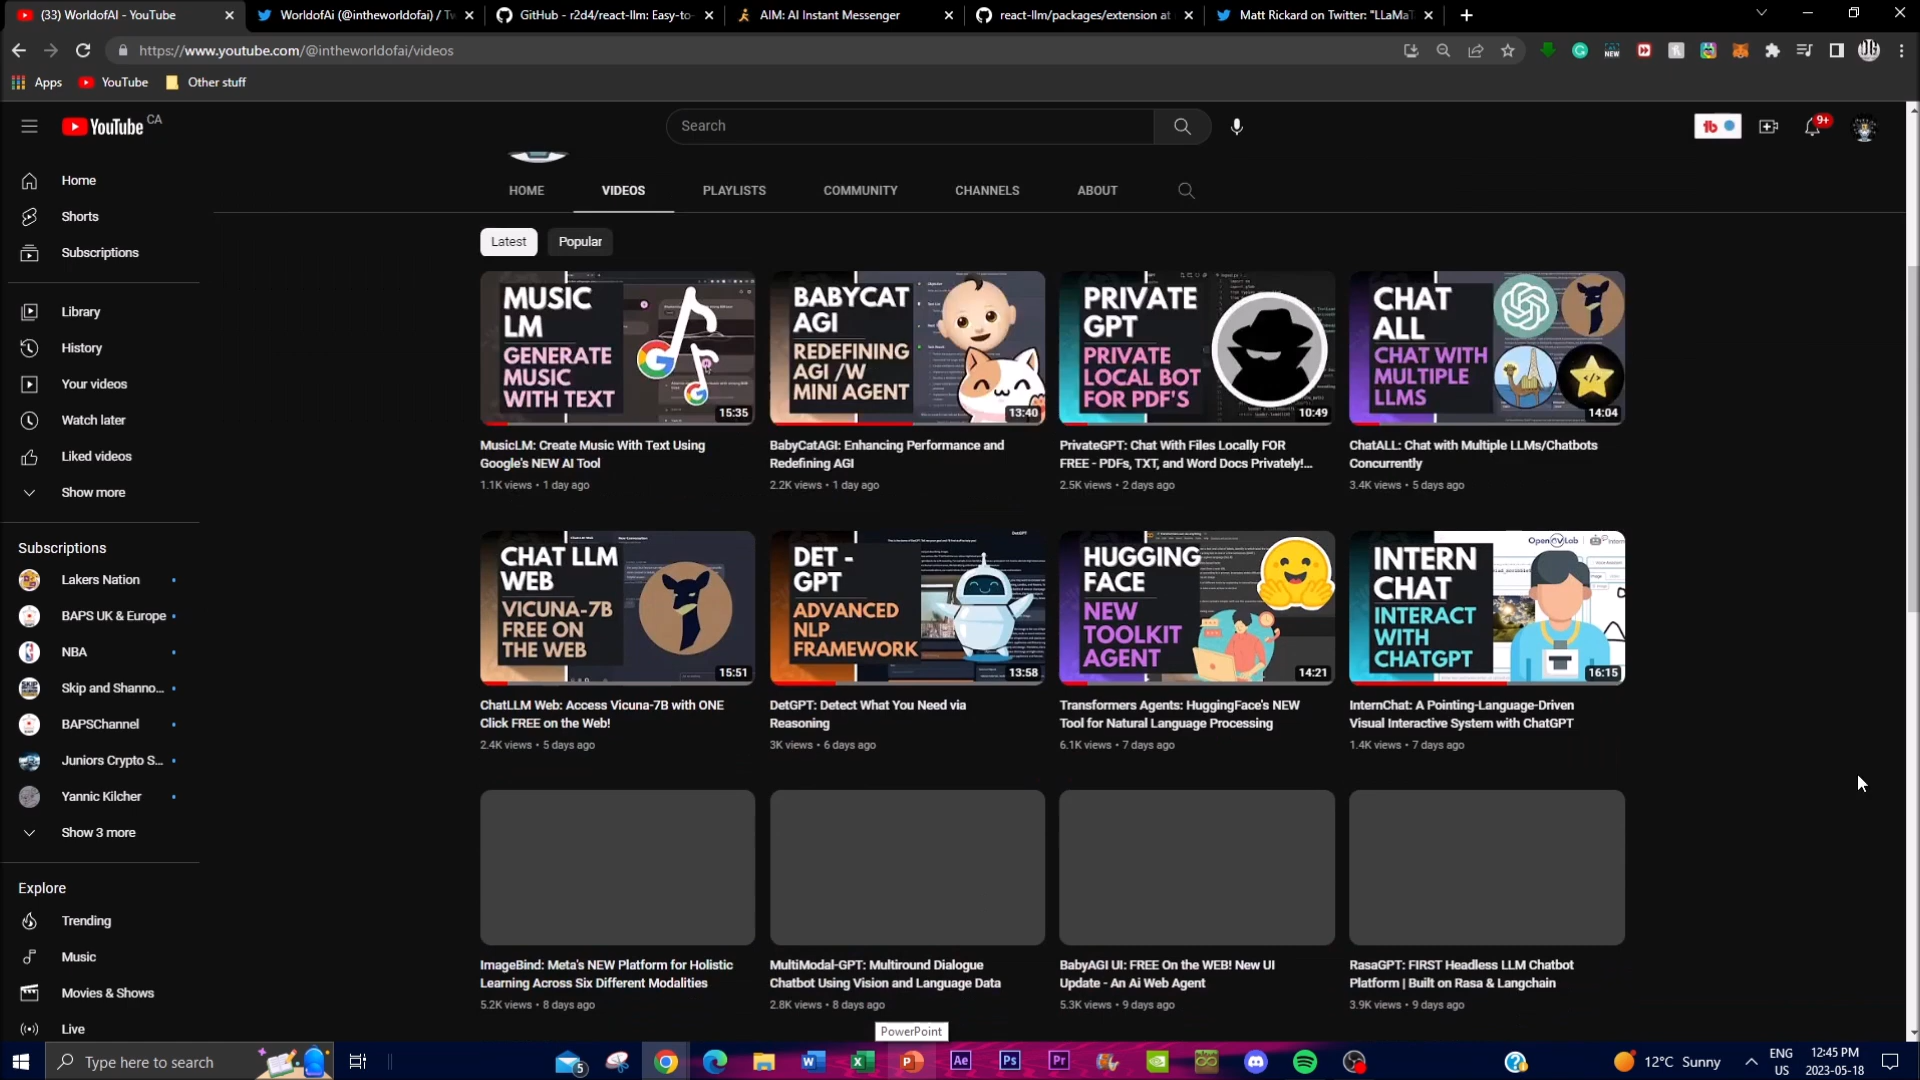 (33) WorldofAI - YouTube
WorldofAi (@intheworldofai) / Tw
GitHub - r2d4/react-llm: Easy-to-
AIM: AI Instant Messenger
react-llm/packages/extension at
Matt Rickard on Twitter: "LLaMaT
https://www.youtube.com/@intheworldofai/videos
Apps
YouTube
Other stuff
YouTube CA
Search
9+
HOME
VIDEOS
PLAYLISTS
COMMUNITY
CHANNELS
ABOUT
Home
Shorts
Subscriptions
Library
History
Your videos
Watch later
Liked videos
Show more
Subscriptions
Lakers Nation
BAPS UK & Europe
NBA
Skip and Shanno...
BAPSChannel
Juniors Crypto S...
Yannic Kilcher
Show 3 more
Explore
Trending
Music
Movies & Shows
Live
Latest
Popular
MUSIC
LM
GENERATE
MUSIC
WITH TEXT
15:35
MusicLM: Create Music With Text Using
Google's NEW AI Tool
1.1K views • 1 day ago
BABYCAT
AGI
REDEFINING
AGI /W
MINI AGENT
13:40
BabyCatAGI: Enhancing Performance and
Redefining AGI
2.2K views • 1 day ago
PRIVATE
GPT
PRIVATE
LOCAL BOT
FOR PDF'S
10:49
PrivateGPT: Chat With Files Locally FOR
FREE - PDFs, TXT, and Word Docs Privately!...
2.5K views • 2 days ago
CHAT
ALL
CHAT WITH
MULTIPLE
LLMS
14:04
ChatALL: Chat with Multiple LLMs/Chatbots
Concurrently
3.4K views • 5 days ago
CHAT LLM
WEB
VICUNA-7B
FREE ON
THE WEB
15:51
ChatLLM Web: Access Vicuna-7B with ONE
Click FREE on the Web!
2.4K views • 5 days ago
DET -
GPT
ADVANCED
NLP
FRAMEWORK
13:58
DetGPT: Detect What You Need via
Reasoning
3K views • 6 days ago
HUGGING
FACE
NEW
TOOLKIT
AGENT
14:21
Transformers Agents: HuggingFace's NEW
Tool for Natural Language Processing
6.1K views • 7 days ago
INTERN
CHAT
INTERACT
WITH
CHATGPT
16:15
InternChat: A Pointing-Language-Driven
Visual Interactive System with ChatGPT
1.4K views • 7 days ago
ImageBind: Meta's NEW Platform for Holistic
Learning Across Six Different Modalities
5.2K views • 8 days ago
MultiModal-GPT: Multiround Dialogue
Chatbot Using Vision and Language Data
2.8K views • 8 days ago
BabyAGI UI: FREE On the WEB! New UI
Update - An Ai Web Agent
5.3K views • 9 days ago
RasaGPT: FIRST Headless LLM Chatbot
Platform | Built on Rasa & Langchain
3.9K views • 9 days ago
PowerPoint
Type here to search
5
Ae
Ps
Pr
12°C Sunny
ENG
US
12:45 PM
2023-05-18